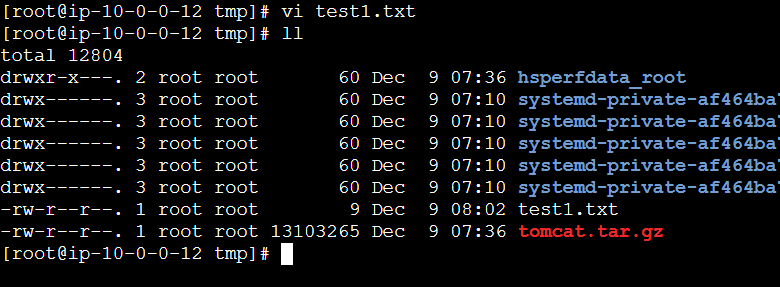 [root@ip-10-0-0-12 tmp]# vi test1.txt
[root@ip-10-0-0-12 tmp]# ll
total 12804
drwxr-x---. 2 root root       60 Dec  9 07:36 hsperfdata_root
drwx------. 3 root root       60 Dec  9 07:10 systemd-private-af464ba
drwx------. 3 root root       60 Dec  9 07:10 systemd-private-af464ba
drwx------. 3 root root       60 Dec  9 07:10 systemd-private-af464ba
drwx------. 3 root root       60 Dec  9 07:10 systemd-private-af464ba
drwx------. 3 root root       60 Dec  9 07:10 systemd-private-af464ba
-rw-r--r--. 1 root root        9 Dec  9 08:02 test1.txt
-rw-r--r--. 1 root root 13103265 Dec  9 07:36 tomcat.tar.gz
[root@ip-10-0-0-12 tmp]#